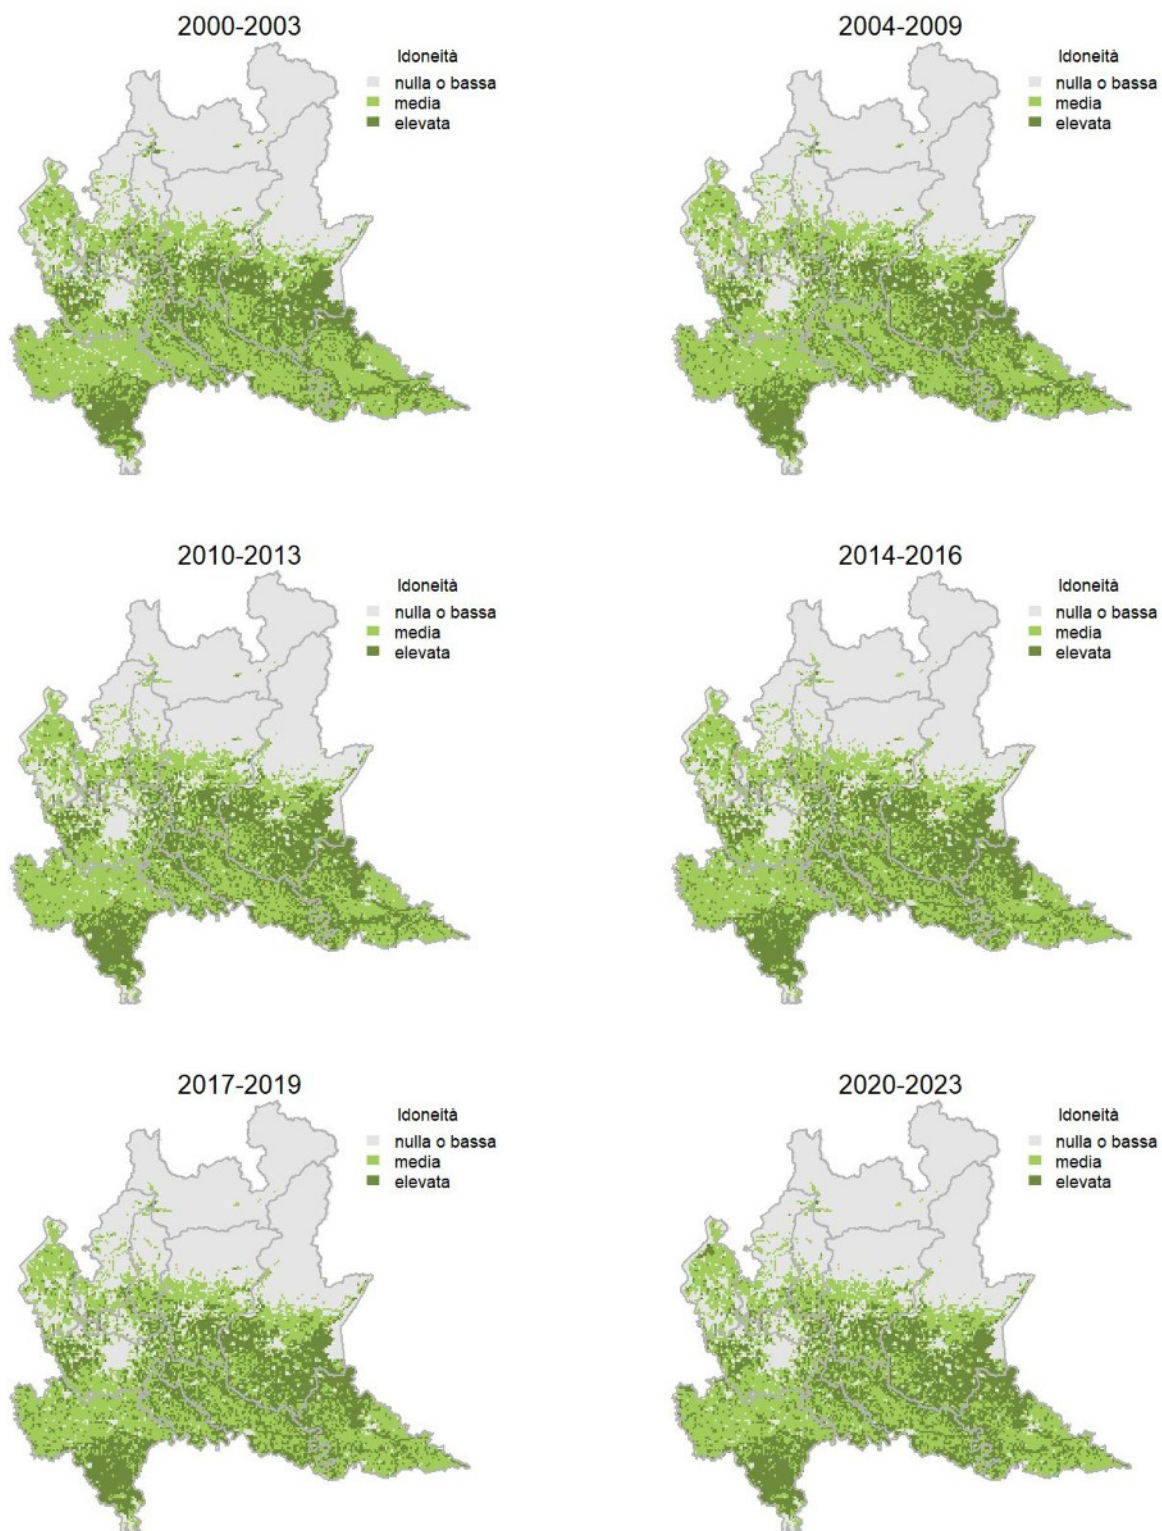 2000-2003
Idoneità
nulla o bassa
media
elevata
2004-2009
Idoneità
nulla o bassa
media
elevata
2010-2013
Idoneità
nulla o bassa
media
elevata
2014-2016
Idoneità
nulla o bassa
media
elevata
2017-2019
Idoneità
nulla o bassa
media
elevata
2020-2023
Idoneità
nulla o bassa
media
elevata